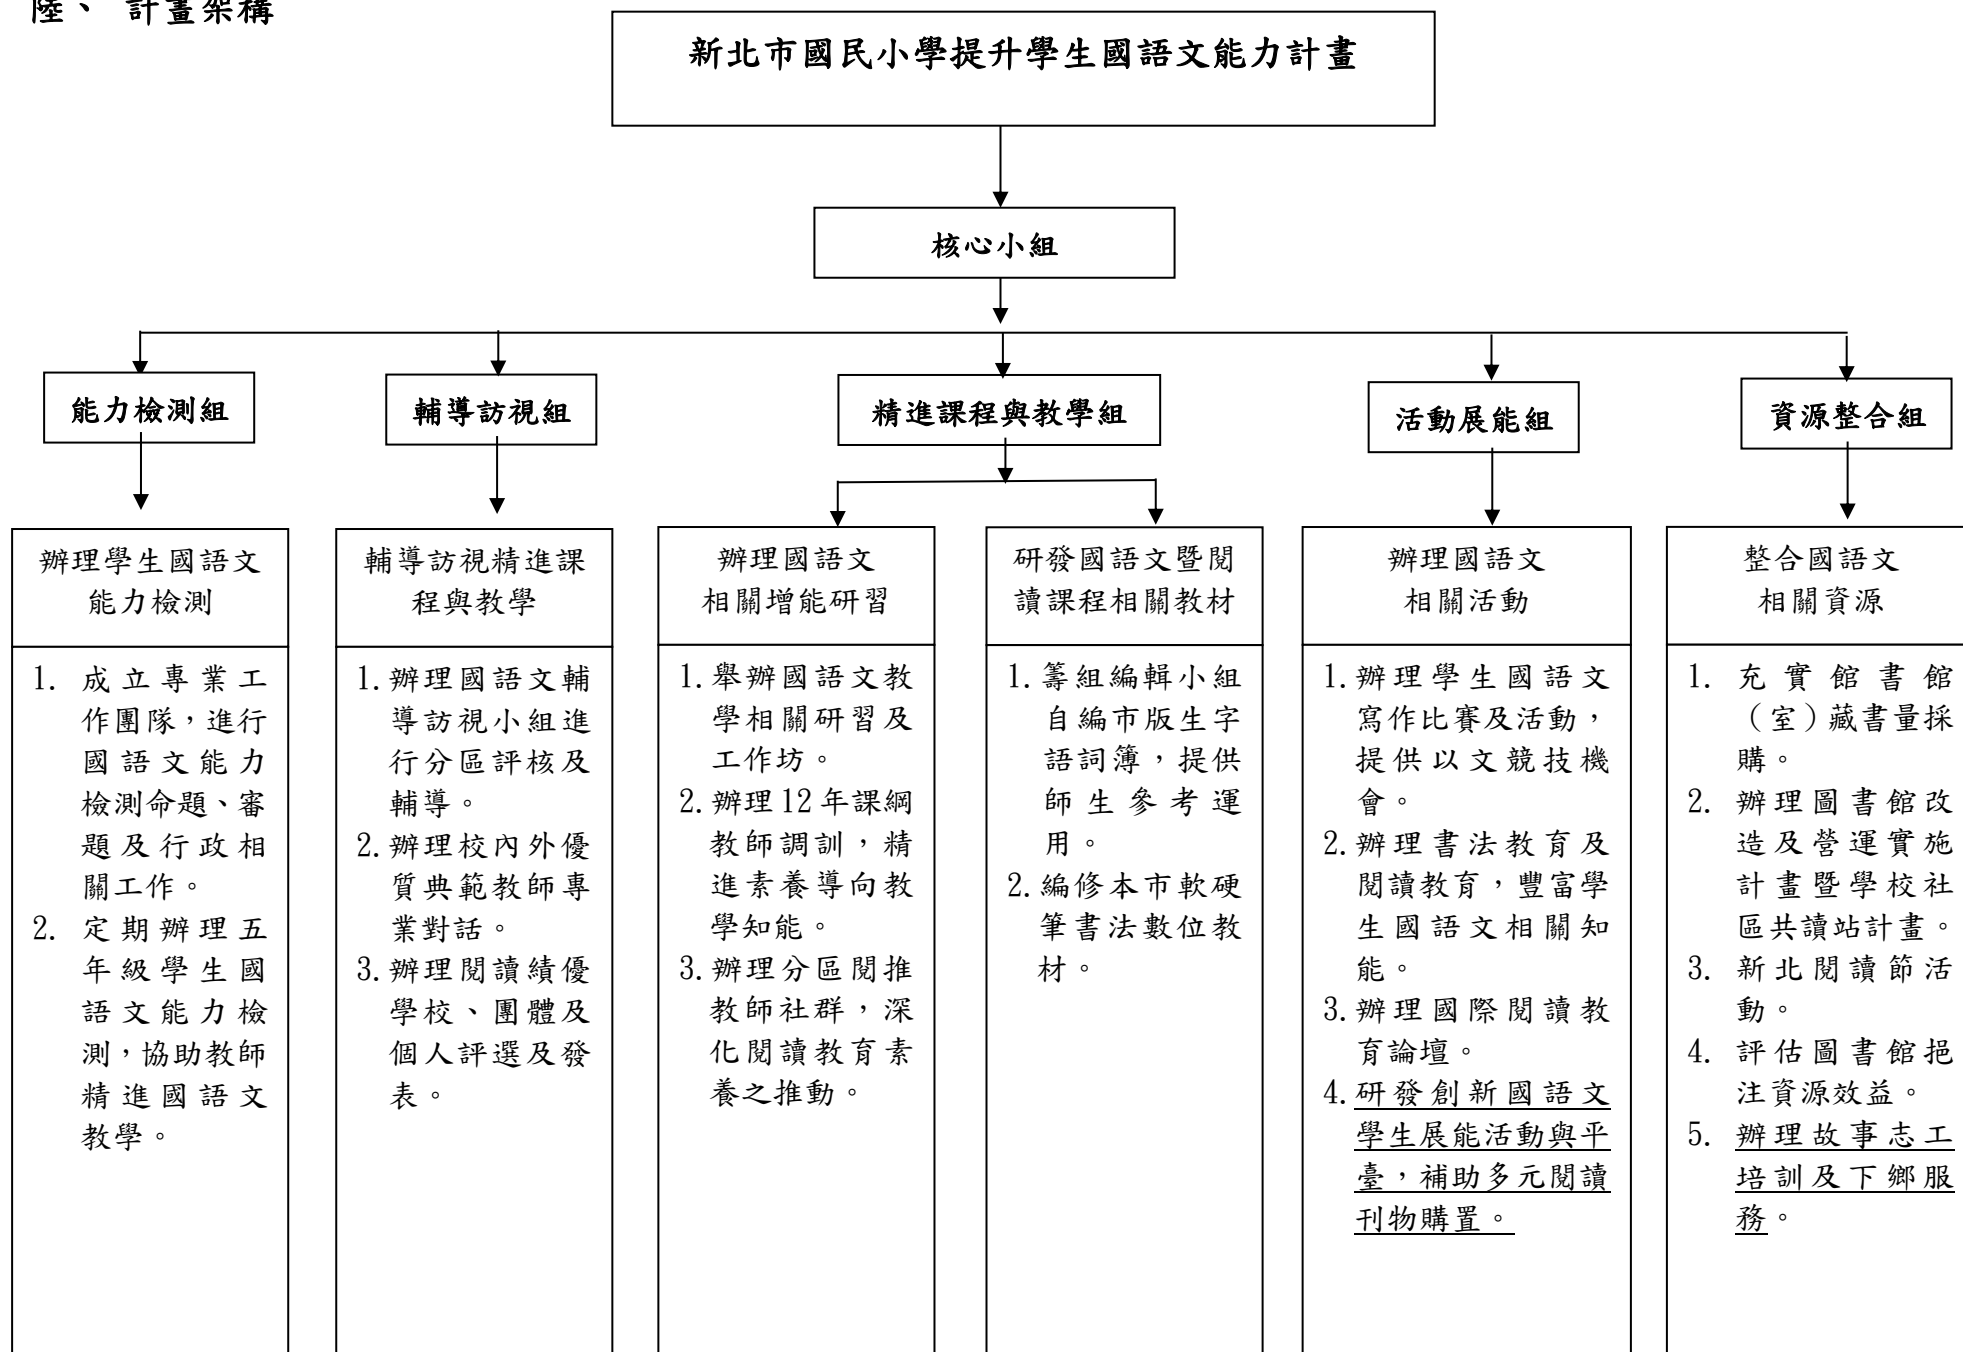 陸、 計畫架構
新北市國民小學提升學生國語文能力計畫
核心小組
能力檢測組
輔導訪視組
精進課程與教學組
活動展能組
資源整合組
辦理學生國語文
能力檢測
1. 成立專業工
作團隊，進行
國語文能力
檢測命題、審
題及行政相
關工作。
2. 定期辦理五
年級學生國
語文能力檢
測，協助教師
精進國語文
教學。
輔導訪視精進課
程與教學
1.辦理國語文輔
導訪視小組進
行分區評核及
輔導。
2.辦理校內外優
質典範教師專
業對話。
3.辦理閱讀績優
學校、團體及
個人評選及發
表。
辦理國語文
相關增能研習
1.舉辦國語文教
學相關研習及
工作坊。
2.辦理12年課綱
教師調訓，精
進素養導向教
學知能。
3.辦理分區閱推
教師社群，深
化閱讀教育素
養之推動。
研發國語文暨閱
讀課程相關教材
1.籌組編輯小組
自編市版生字
語詞簿，提供
師生參考運
用。
2.編修本市軟硬
筆書法數位教
材。
辦理國語文
相關活動
1.辦理學生國語文
寫作比賽及活動，
提供以文競技機
會。
2.辦理書法教育及
閱讀教育，豐富學
生國語文相關知
能。
3.辦理國際閱讀教
育論壇。
4.研發創新國語文
學生展能活動與平
臺，補助多元閱讀
刊物購置。
整合國語文
相關資源
1. 充實館書館
（室）藏書量採
購。
2. 辦理圖書館改
造及營運實施
計畫暨學校社
區共讀站計畫。
3. 新北閱讀節活
動。
4. 評估圖書館挹
注資源效益。
5. 辦理故事志工
培訓及下鄉服
務。